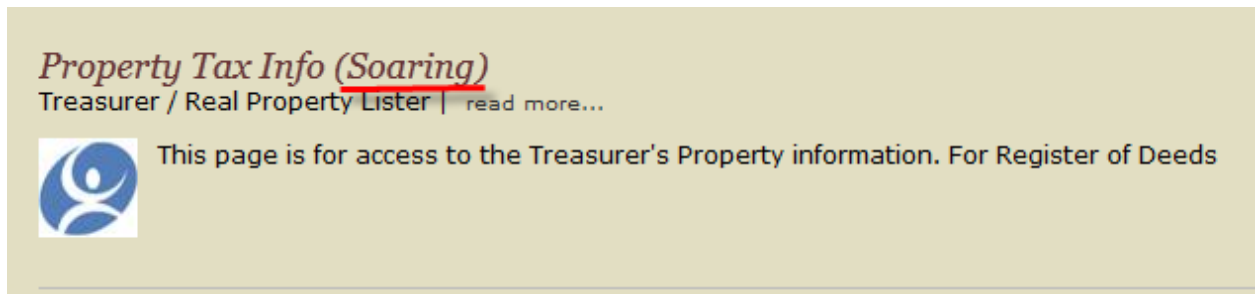 Property Tax Info (Soaring)
Treasurer / Real Property Lister | read more...
This page is for access to the Treasurer's Property information. For Register of Deeds